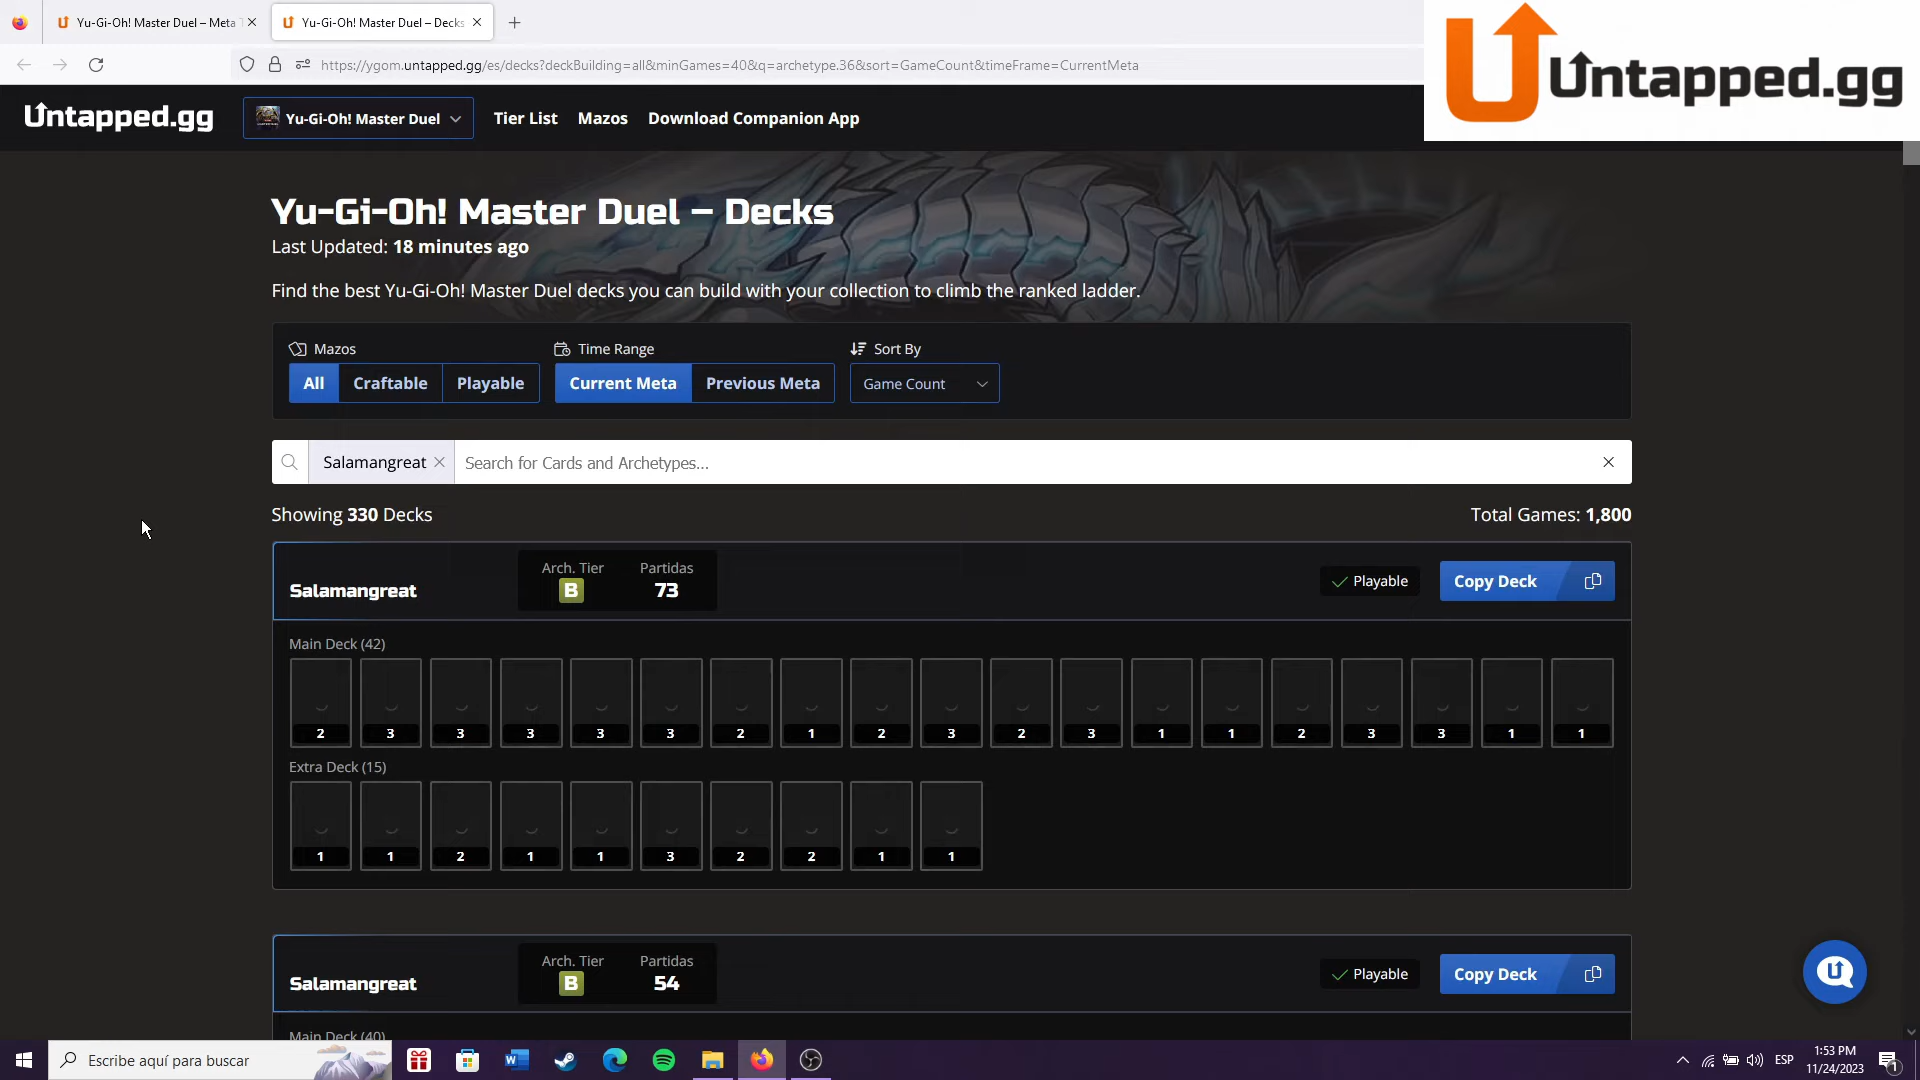 Yu-Gi-Oh! Master Duel – Meta
Yu-Gi-Oh! Master Duel – Decks
https://ygom.untapped.gg/es/decks?deckBuilding=all&minGames=40&q=archetype.36&sort=GameCount&timeFrame=CurrentMeta
Untapped.gg
Untapped.gg
Yu-Gi-Oh! Master Duel
Tier List
Mazos
Download Companion App
Yu-Gi-Oh! Master Duel – Decks
Last Updated: 18 minutes ago
Find the best Yu-Gi-Oh! Master Duel decks you can build with your collection to climb the ranked ladder.
Mazos
Time Range
Sort By
All
Craftable
Playable
Current Meta
Previous Meta
Game Count
Salamangreat
Search for Cards and Archetypes...
Showing 330 Decks
Total Games: 1,800
Salamangreat
Arch. Tier
B
Partidas
73
Playable
Copy Deck
Main Deck (42)
2 3 3 3 3 3 2 1 2 3 2 3 1 1 2 3 3 1 1
Extra Deck (15)
1 1 2 1 1 3 2 2 1 1
Salamangreat
Arch. Tier
B
Partidas
54
Playable
Copy Deck
Main Deck (40)
Escribe aquí para buscar
ESP
1:53 PM
11/24/2023
1